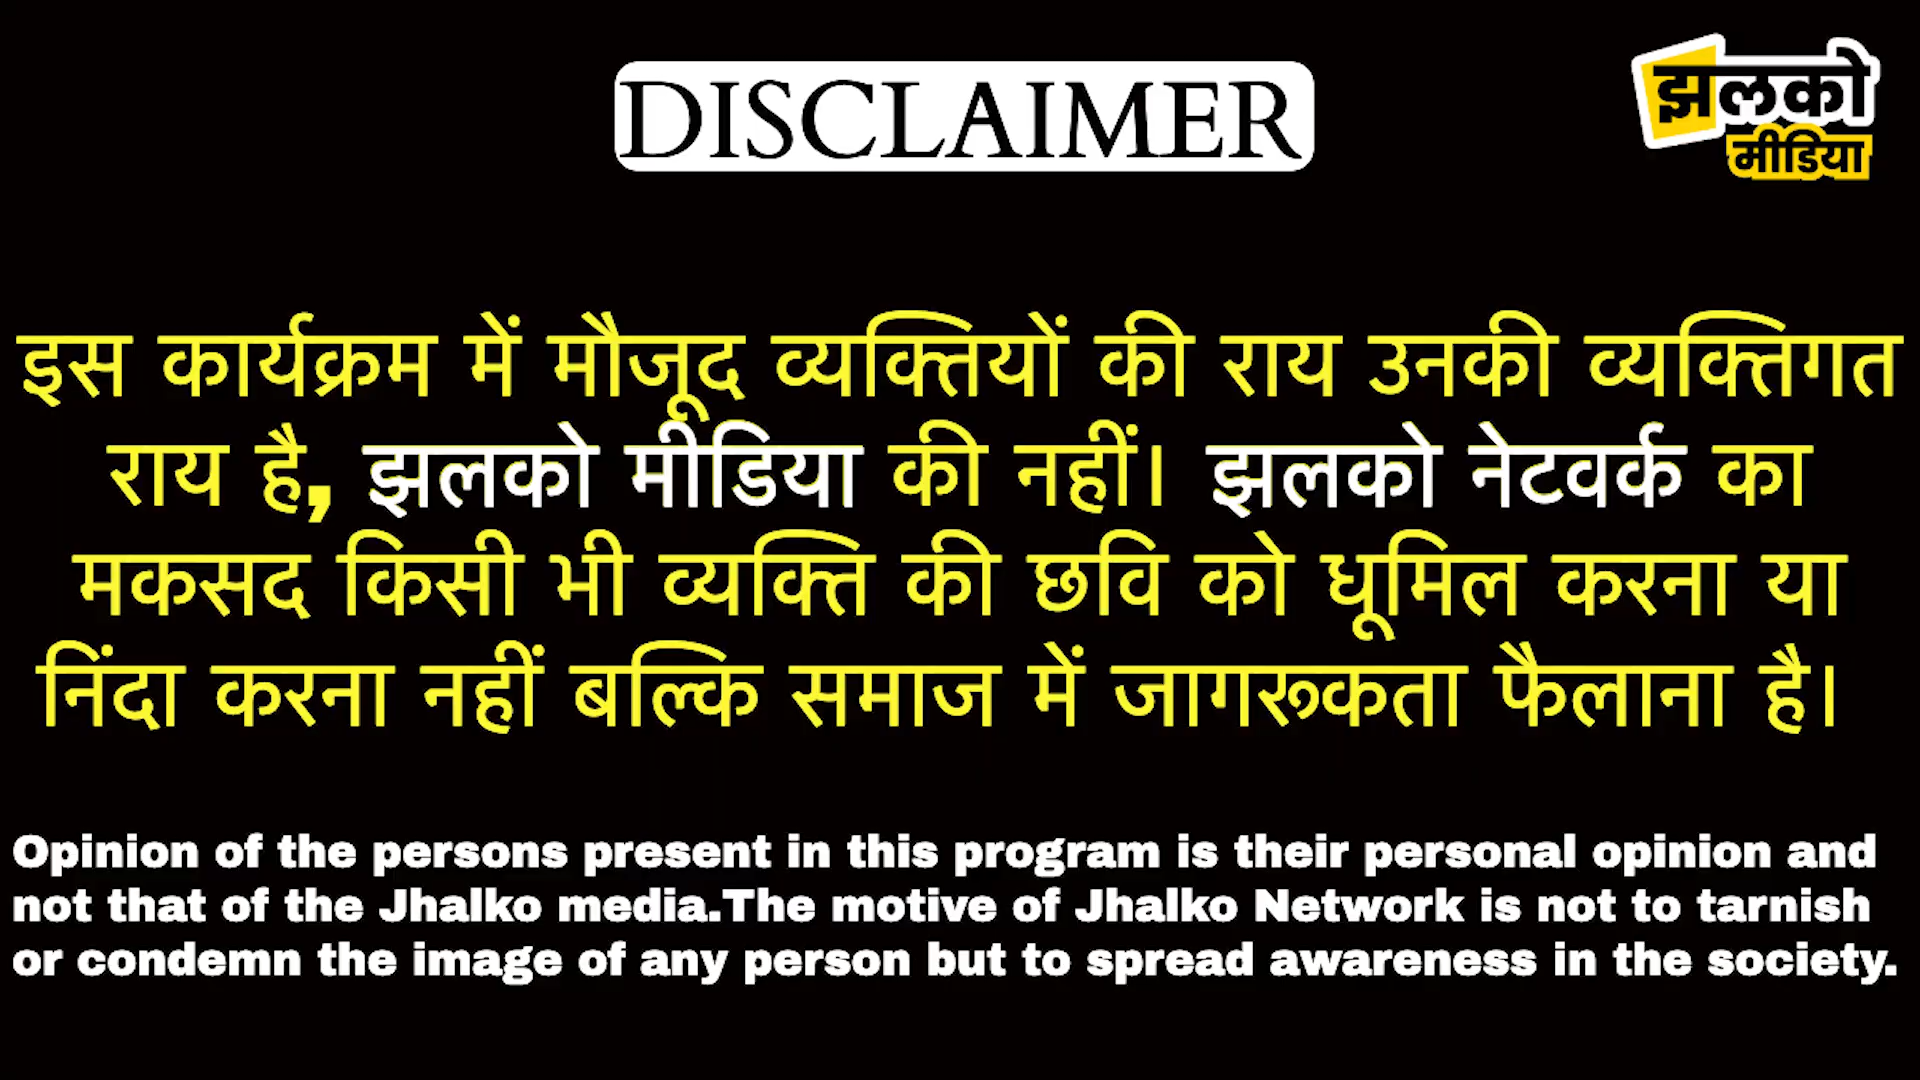 DISCLAIMER
झलको
मीडिया
इस कार्यक्रम में मौजूद व्यक्तियों की राय उनकी व्यक्तिगत
राय है, झलको मीडिया की नहीं। झलको नेटवर्क का
मकसद किसी भी व्यक्ति की छवि को धूमिल करना या
निंदा करना नहीं बल्कि समाज में जागरूकता फैलाना है।
Opinion of the persons present in this program is their personal opinion and
not that of the Jhalko media.The motive of Jhalko Network is not to tarnish
or condemn the image of any person but to spread awareness in the society.